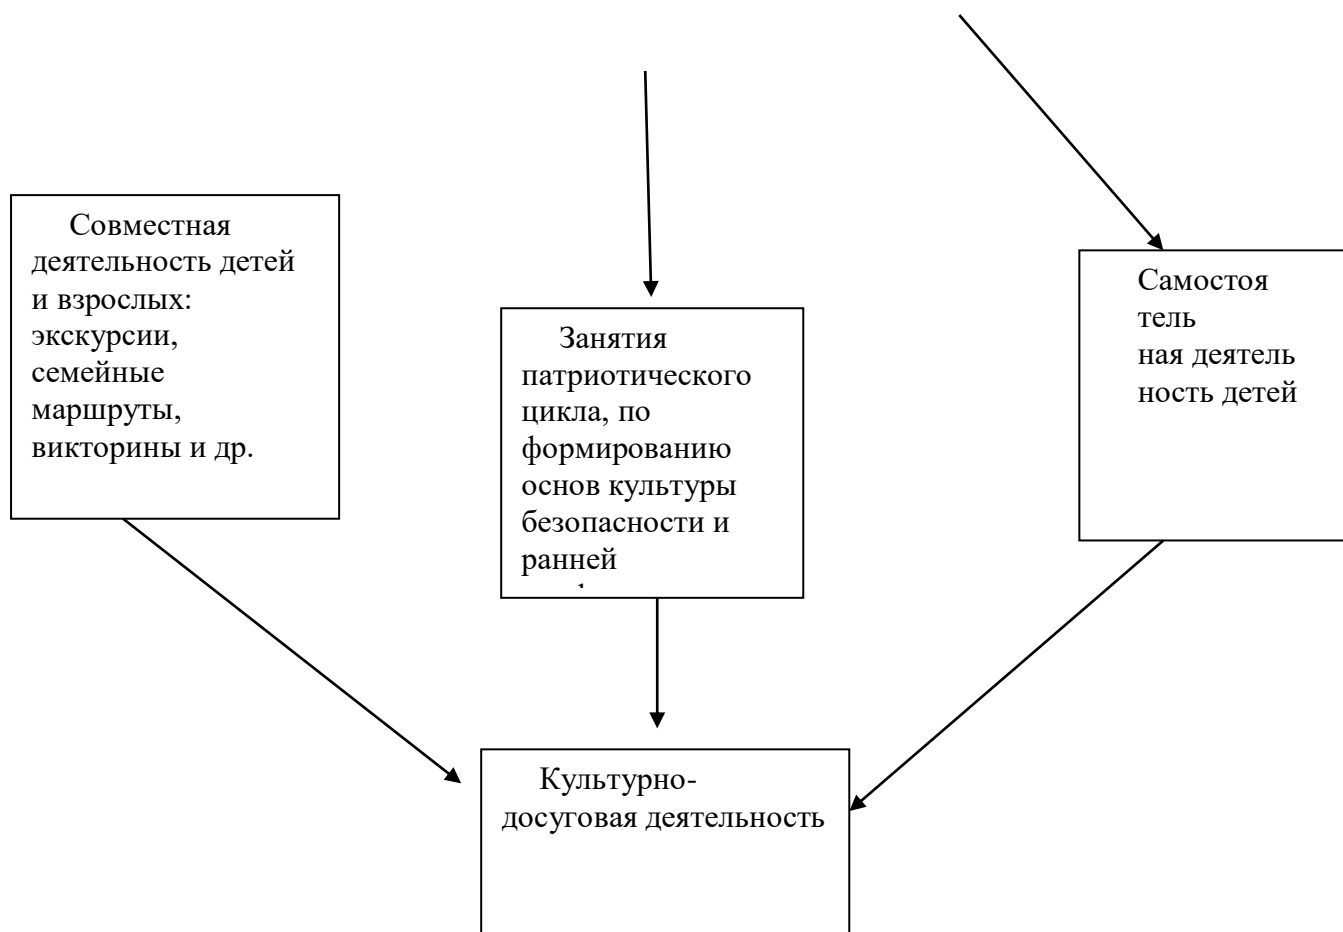 Совместная
деятельность детей
и взрослых:
экскурсии,
семейные
маршруты,
викторины и др.
Занятия
патриотического
цикла, по
формированию
основ культуры
безопасности и
ранней
Самостоя
тель
ная деятель
ность детей
Культурно-
досуговая деятельность